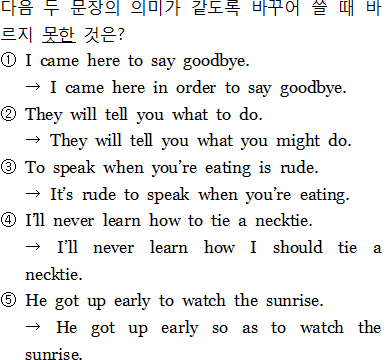 다음 두 문장의 의미가 같도록 바꾸어 쓸 때 바
르지 못한 것은?
① I came here to say goodbye.
→ I came here in order to say goodbye.
② They will tell you what to do.
→ They will tell you what you might do.
③ To speak when you’re eating is rude.
→ It’s rude to speak when you’re eating.
④ I’ll never learn how to tie a necktie.
→ I’ll never learn how I should tie a
necktie.
⑤ He got up early to watch the sunrise.
→ He got up early so as to watch the
sunrise.